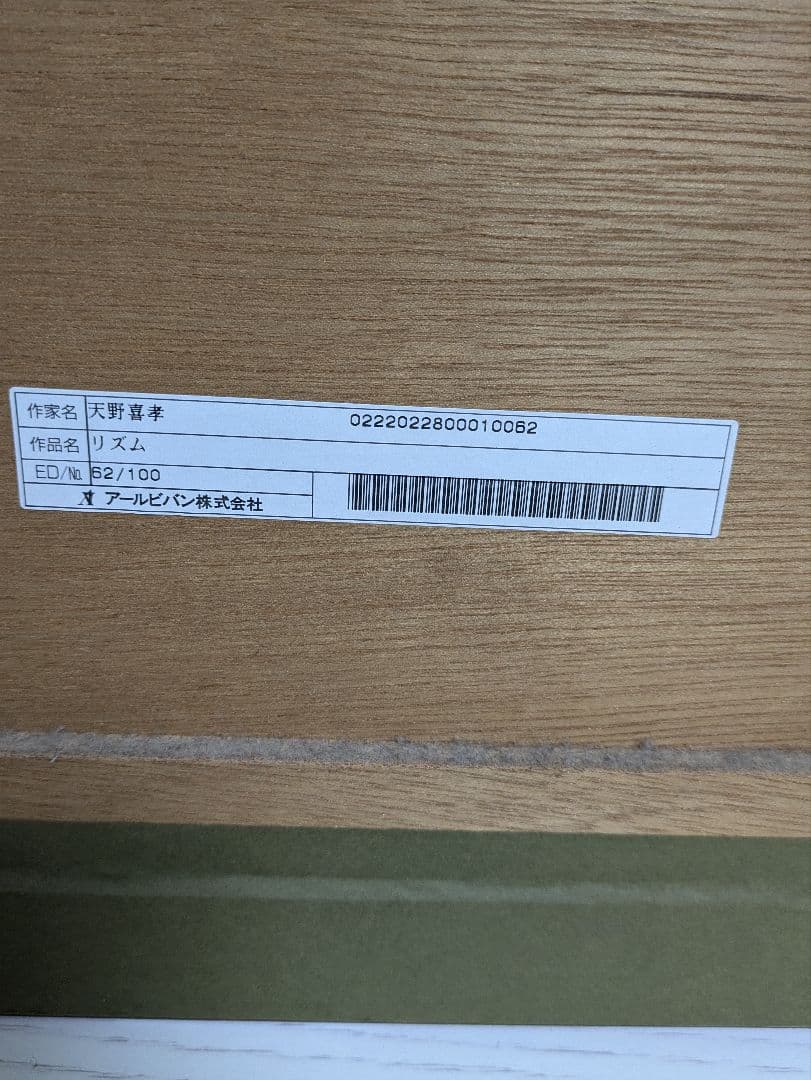 作家名 天野喜孝 0222022800010062
作品名 リズム
ED/№ 62/100
アールビバン株式会社